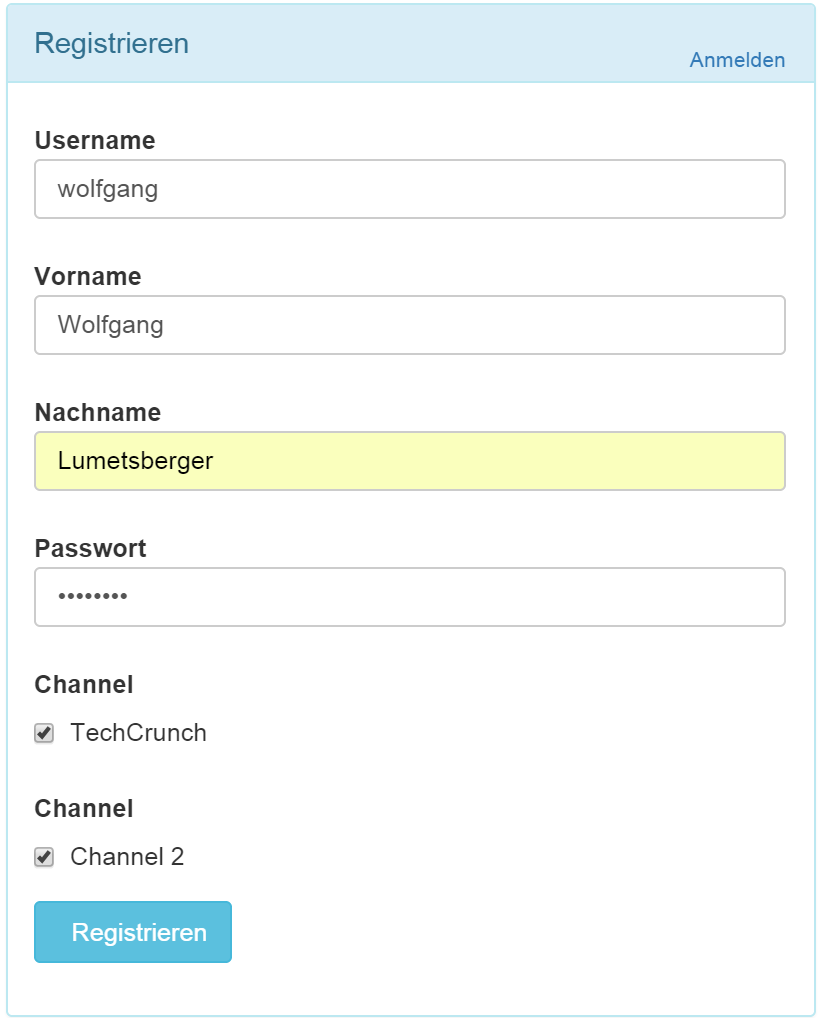 Registrieren
Anmelden
Username
wolfgang
Vorname
Wolfgang
Nachname
Lumetsberger
Passwort
••••••••
Channel
TechCrunch
Channel
Channel 2
Registrieren